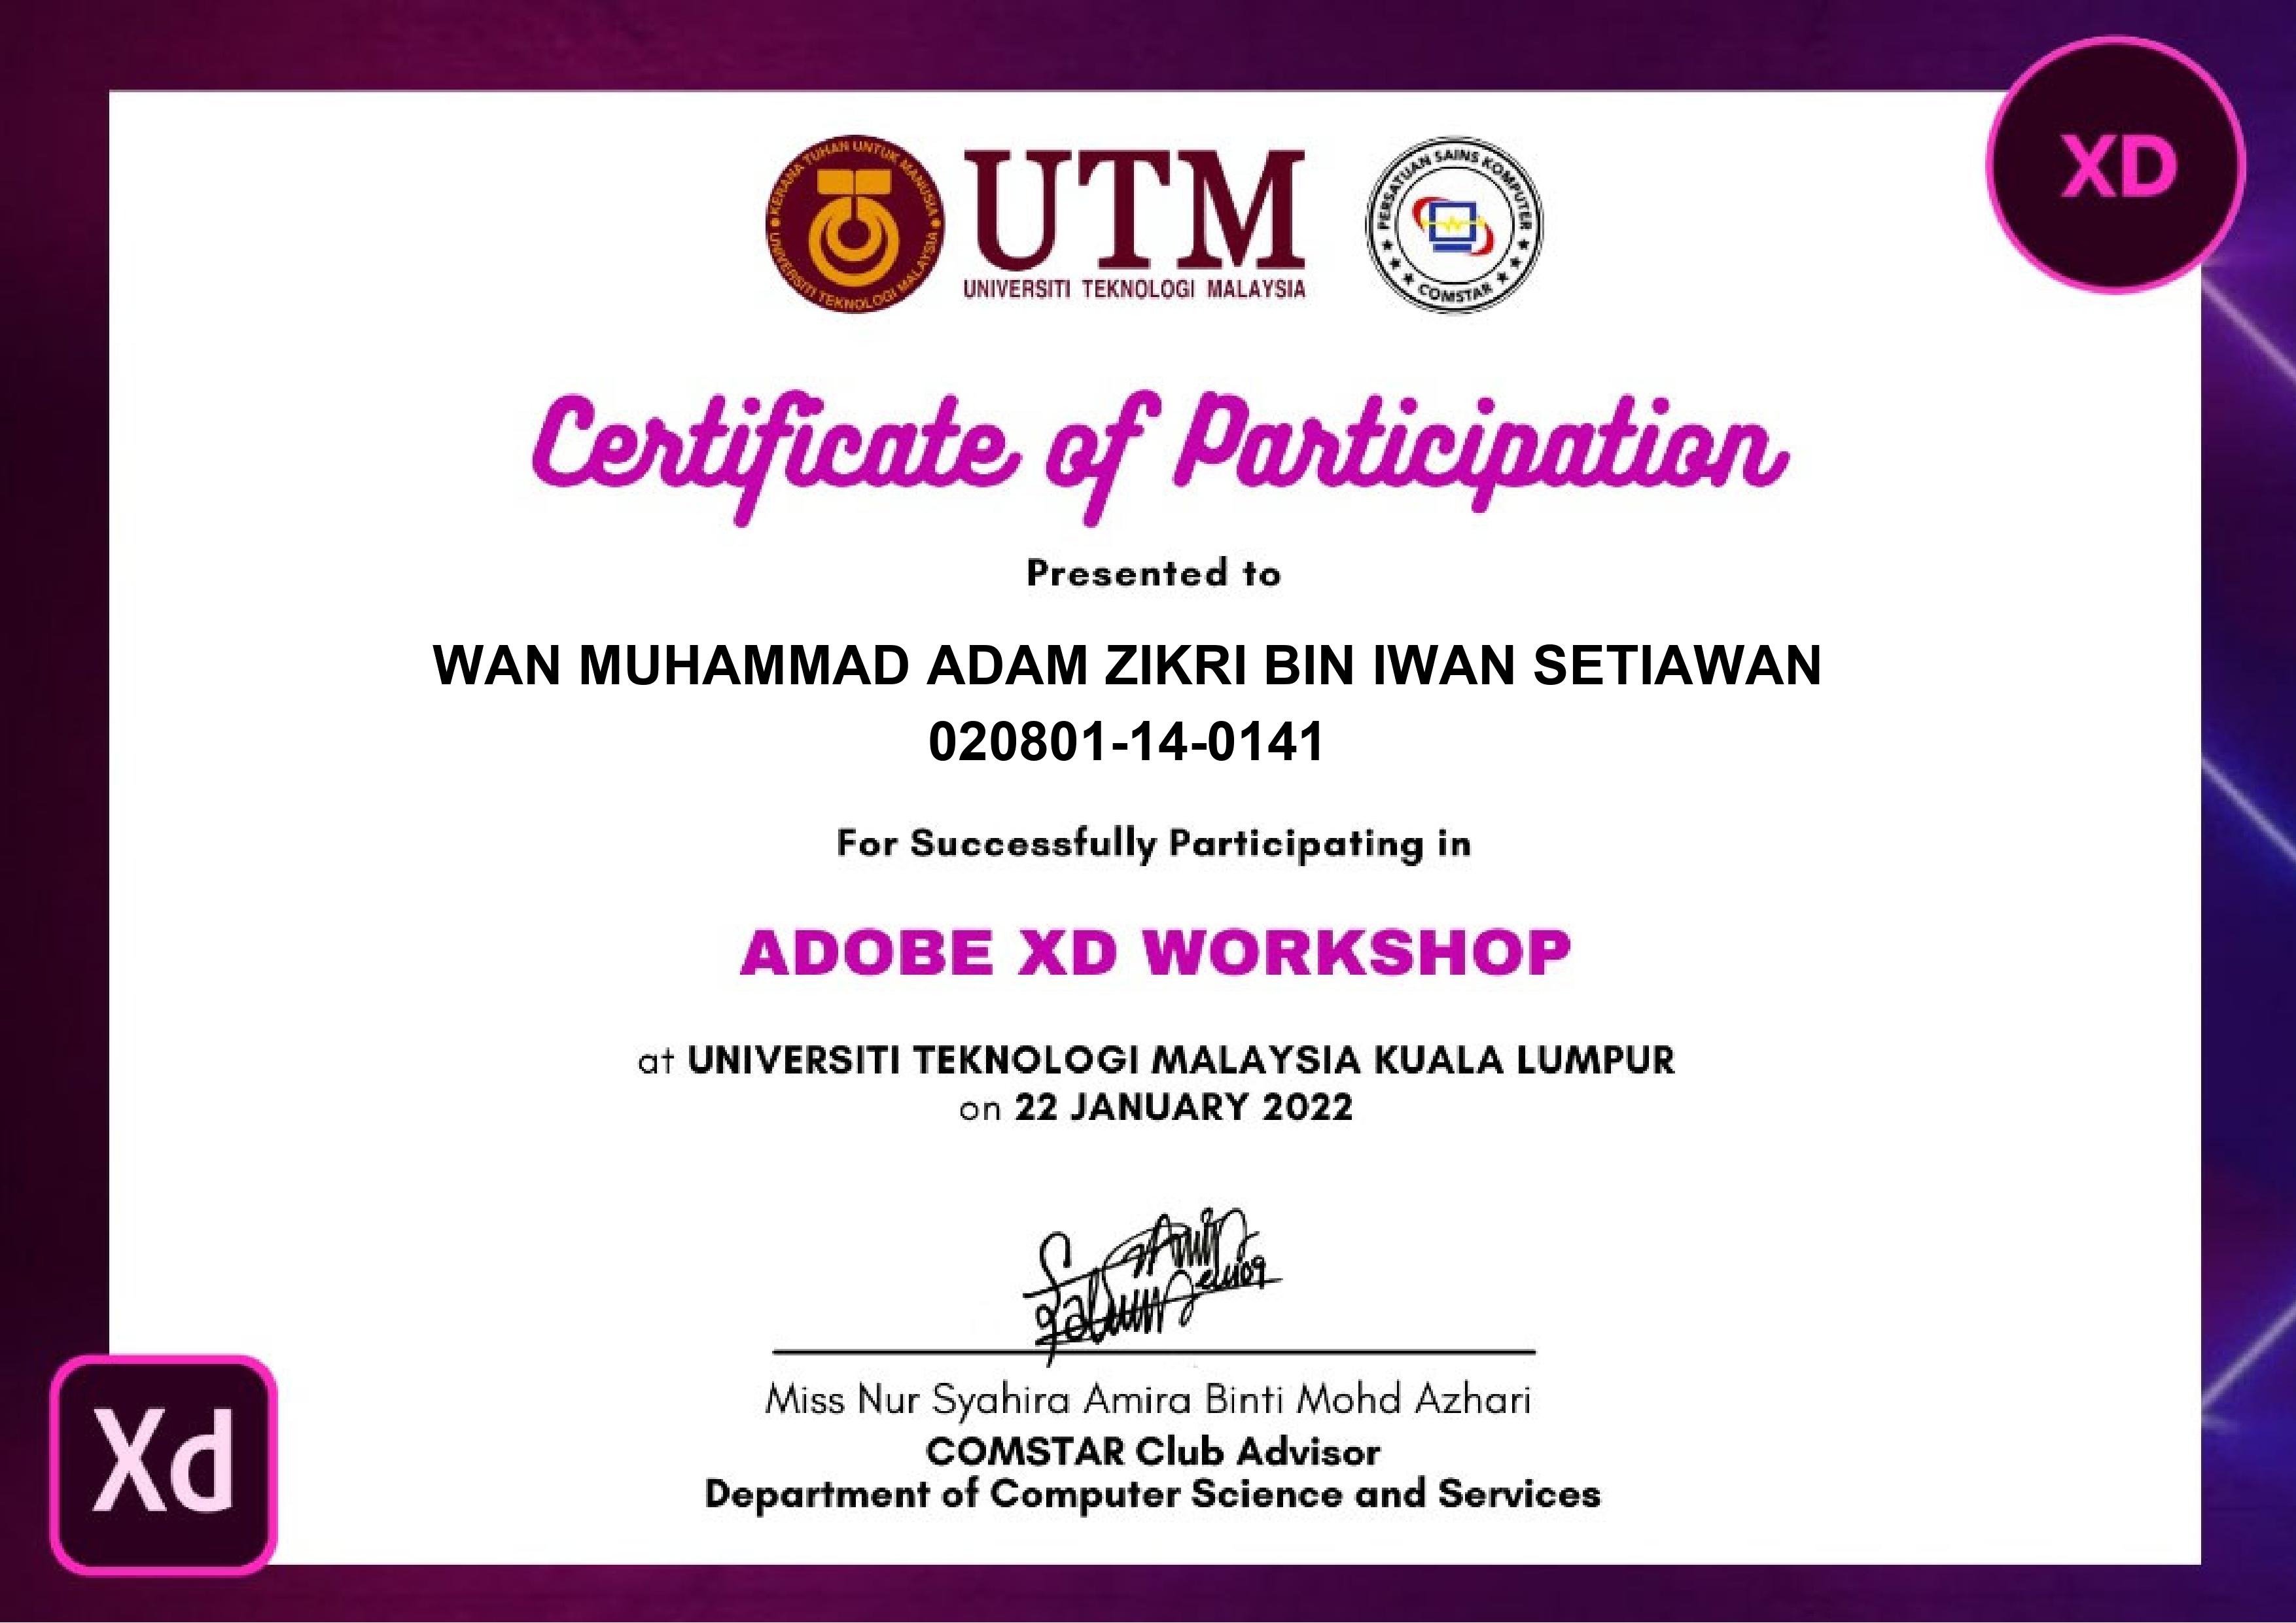 KERANA TUHAN UNTUK MANUSIA
UNIVERSITI TEKNOLOGI MALAYSIA
UTM
UNIVERSITI TEKNOLOGI MALAYSIA
PERSATUAN SAINS KOMPUTER
COMSTAR
XD
Certificate of Participation
Presented to
WAN MUHAMMAD ADAM ZIKRI BIN IWAN SETIAWAN
020801-14-0141
For Successfully Participating in
ADOBE XD WORKSHOP
at UNIVERSITI TEKNOLOGI MALAYSIA KUALA LUMPUR
on 22 JANUARY 2022
Miss Nur Syahira Amira Binti Mohd Azhari
COMSTAR Club Advisor
Department of Computer Science and Services
Xd